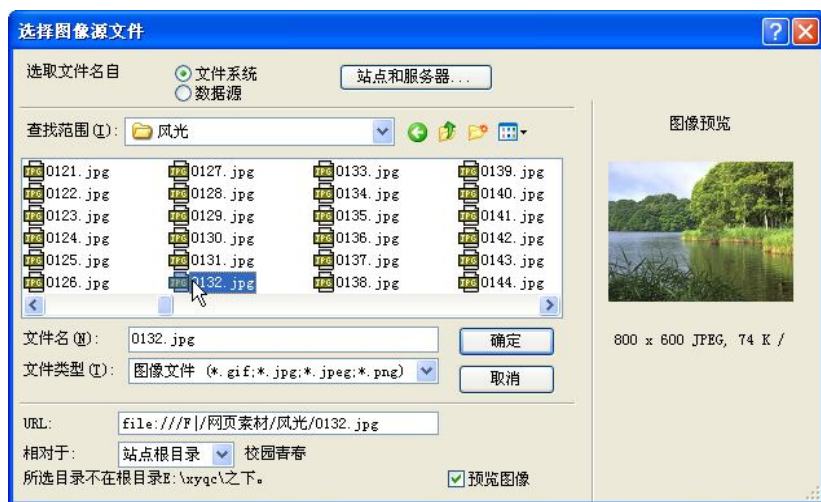 选择图像源文件
选取文件名自
文件系统
站点和服务器...
数据源
查找范围(I):
风光
0121.jpg 0127.jpg 0133.jpg 0139.jpg
0122.jpg 0128.jpg 0134.jpg 0140.jpg
0123.jpg 0129.jpg 0135.jpg 0141.jpg
0124.jpg 0130.jpg 0136.jpg 0142.jpg
0125.jpg 0131.jpg 0137.jpg 0143.jpg
0126.jpg 0132.jpg 0138.jpg 0144.jpg
文件名(N): 0132.jpg 确定
文件类型(T): 图像文件 (*.gif;*.jpg;*.jpeg;*.png) 取消
URL: file:///F|/网页素材/风光/0132.jpg
相对于: 站点根目录 校园青春
所选目录不在根目录E:\xyqc\之下。 预览图像
图像预览
800 x 600 JPEG, 74 K /